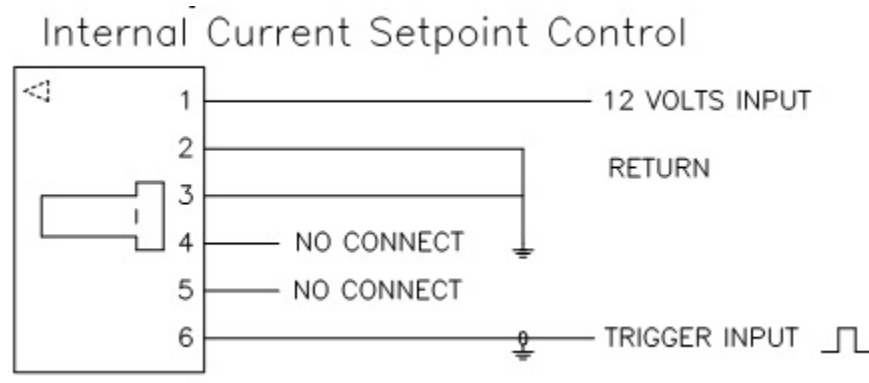 Internal Current Setpoint Control
1 12 VOLTS INPUT
2
RETURN
3
4 NO CONNECT
5 NO CONNECT
6 TRIGGER INPUT